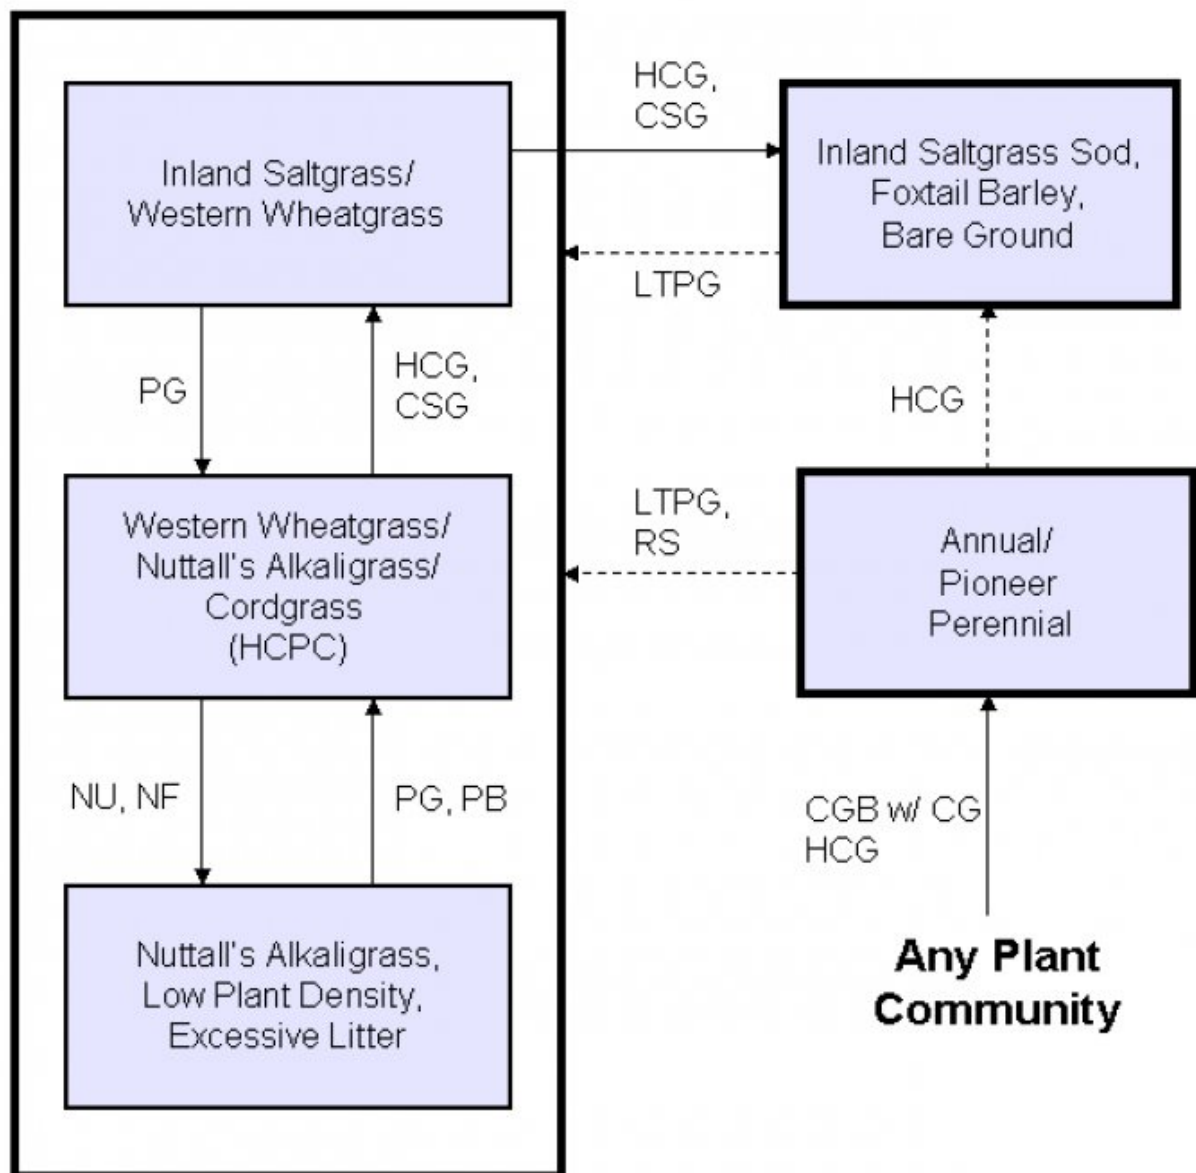 Inland Saltgrass/
Western Wheatgrass
HCG,
CSG
Inland Saltgrass Sod,
Foxtail Barley,
Bare Ground
LTPG
PG
HCG,
CSG
HCG
Western Wheatgrass/
Nuttall's Alkaligrass/
Cordgrass
(HCPC)
LTPG,
RS
Annual/
Pioneer
Perennial
NU, NF
PG, PB
CGB w/ CG
HCG
Nuttall's Alkaligrass,
Low Plant Density,
Excessive Litter
Any Plant
Community